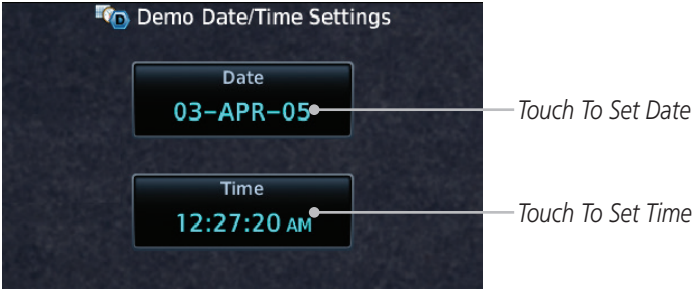 Demo Date/Time Settings
Date
03-APR-05
Touch To Set Date
Time
12:27:20 AM
Touch To Set Time